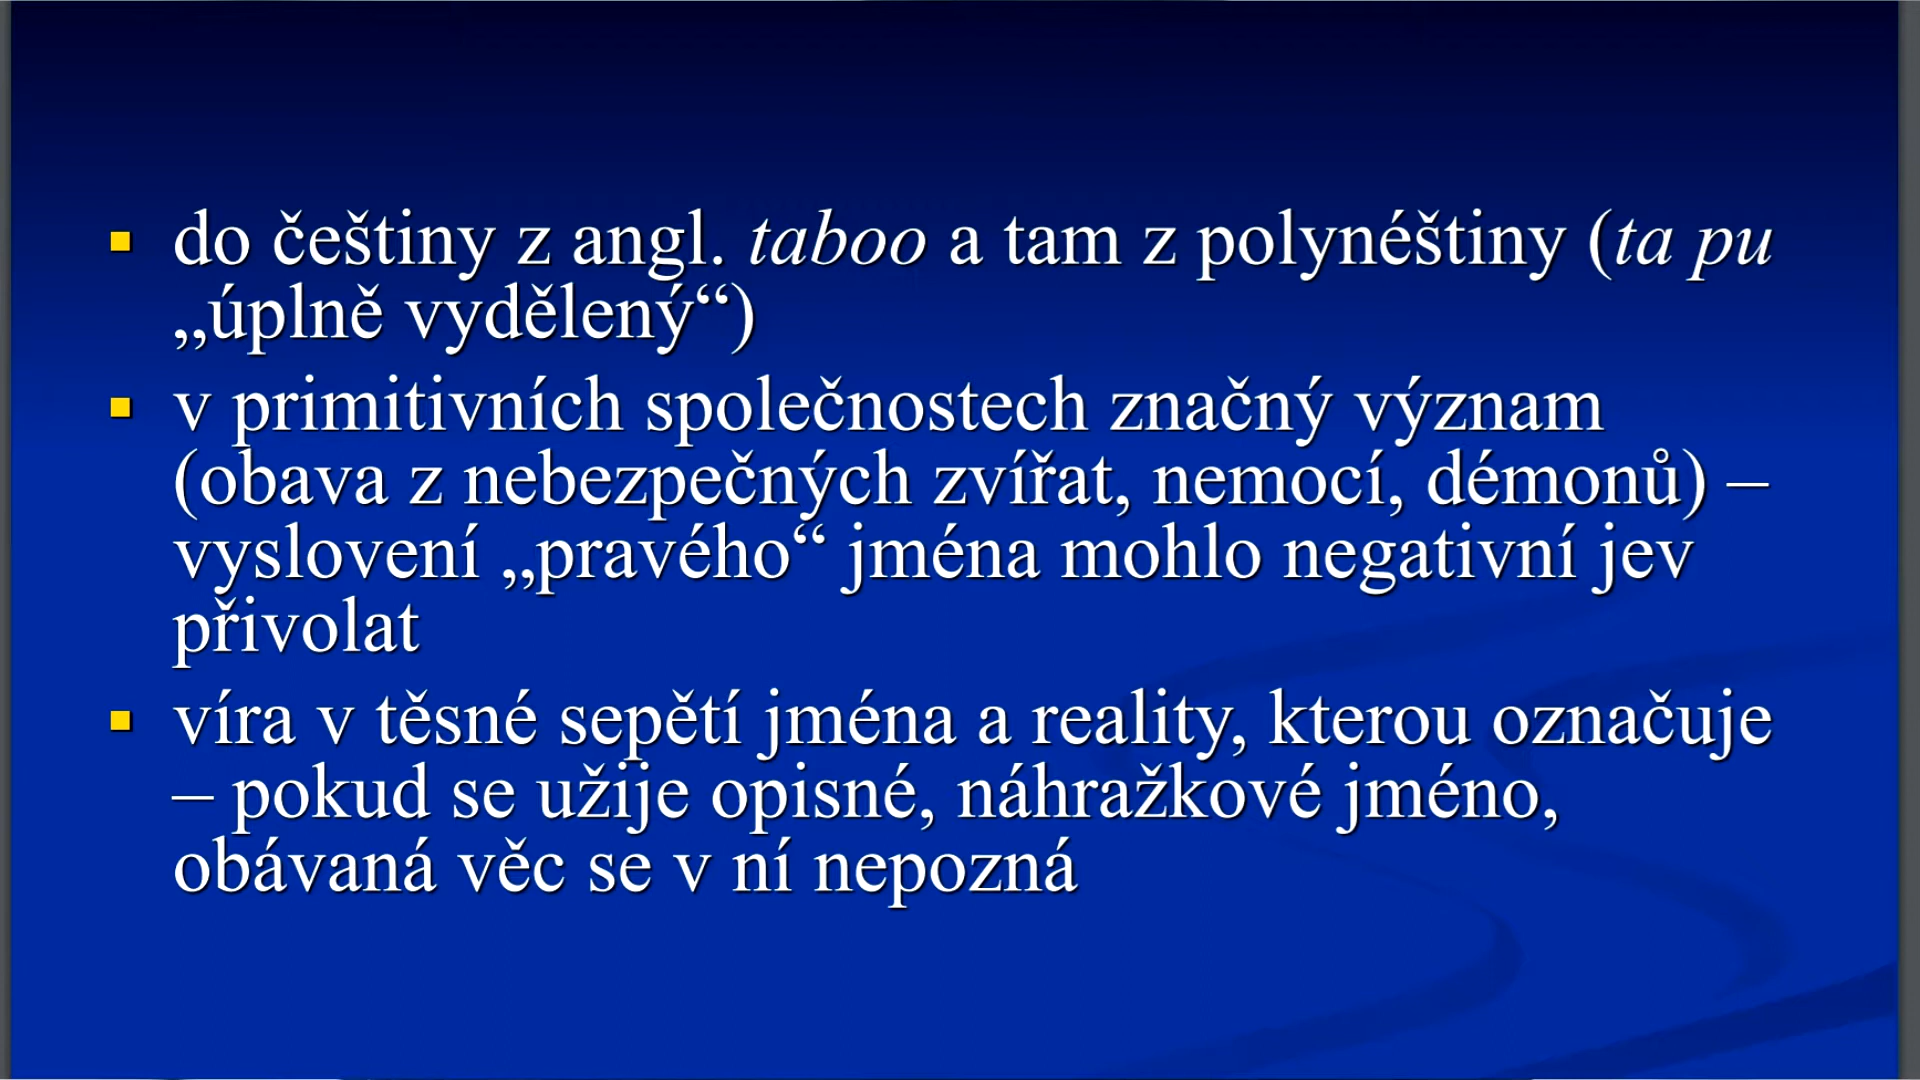 ▪ do češtiny z angl. taboo a tam z polynéštiny (ta pu
„úplně vydělený“)
▪ v primitivních společnostech značný význam
(obava z nebezpečných zvířat, nemocí, démonů) –
vyslovení „pravého“ jména mohlo negativní jev
přivolat
▪ víra v těsné sepětí jména a reality, kterou označuje
– pokud se užije opisné, náhražkové jméno,
obávaná věc se v ní nepozná